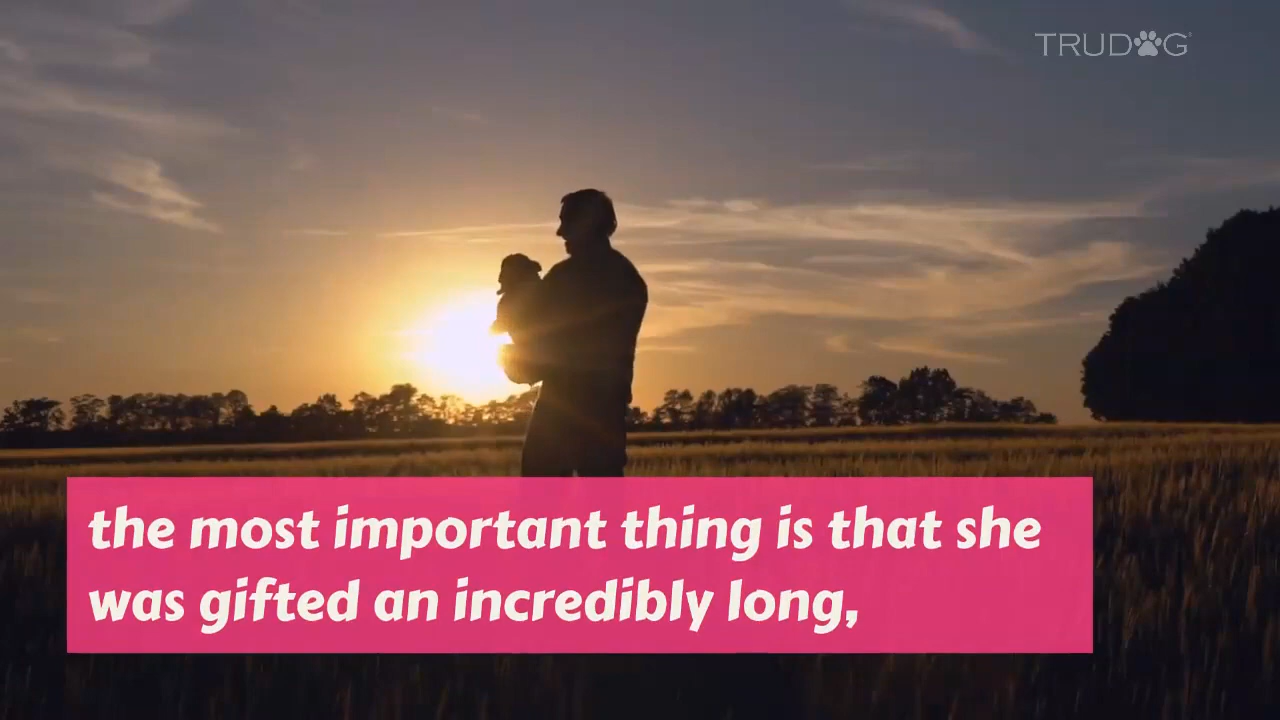 TRUDOG
the most important thing is that she
was gifted an incredibly long,